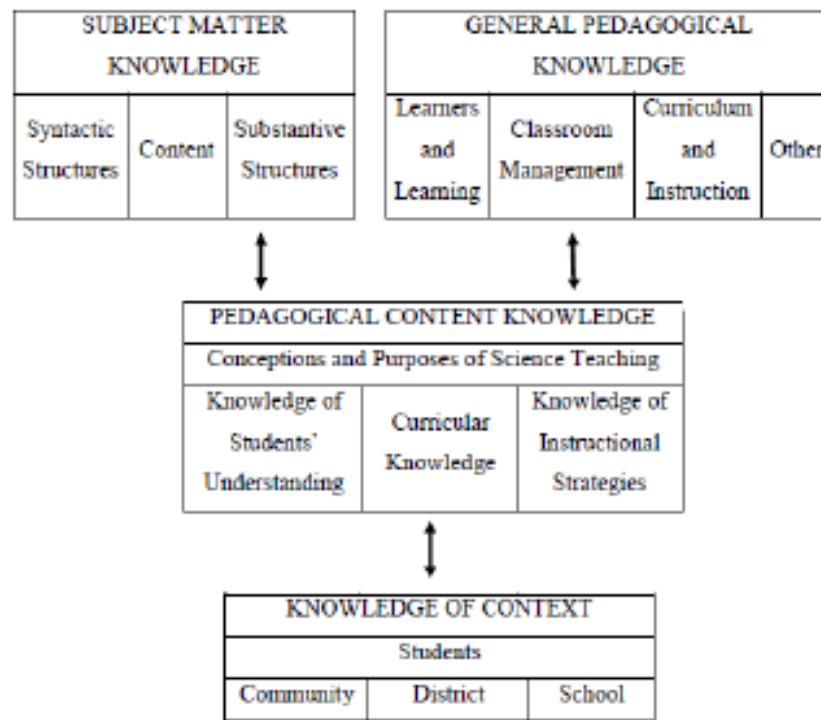 SUBJECT MATTER
KNOWLEDGE
Syntactic
Structures
Content
Substantive
Structures
GENERAL PEDAGOGICAL
KNOWLEDGE
Learners
and
Learning
Classroom
Management
Curriculum
and
Instruction
Other
PEDAGOGICAL CONTENT KNOWLEDGE
Conceptions and Purposes of Science Teaching
Knowledge of
Students'
Understanding
Curricular
Knowledge
Knowledge of
Instructional
Strategies
KNOWLEDGE OF CONTEXT
Students
Community
District
School